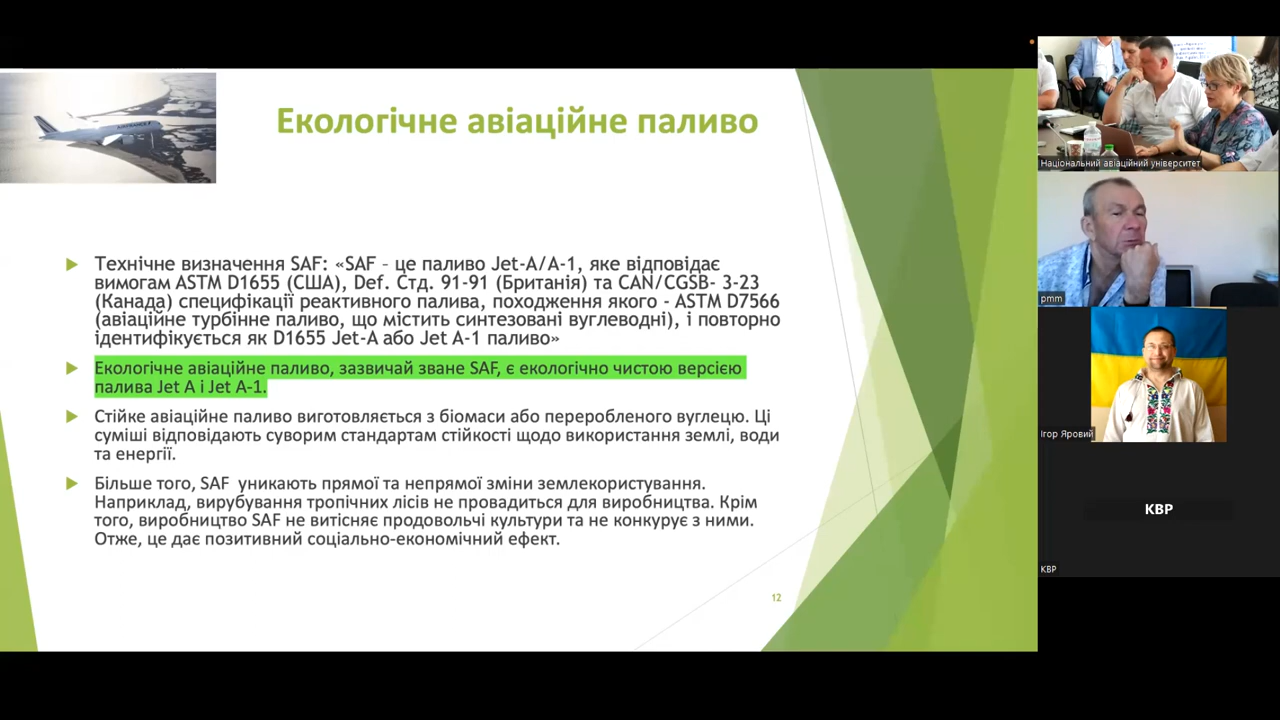 Екологічне авіаційне паливо
Технічне визначення SAF: «SAF – це паливо Jet-A/A-1, яке відповідає
вимогам ASTM D1655 (США), Def. Стд. 91-91 (Британія) та CAN/CGSB- 3-23
(Канада) специфікації реактивного палива, походження якого - ASTM D7566
(авіаційне турбінне паливо, що містить синтезовані вуглеводні), і повторно
ідентифікується як D1655 Jet-A або Jet A-1 паливо»
Екологічне авіаційне паливо, зазвичай зване SAF, є екологічно чистою версією
палива Jet A і Jet A-1.
Стійке авіаційне паливо виготовляється з біомаси або переробленого вуглецю. Ці
суміші відповідають суворим стандартам стійкості щодо використання землі, води
та енергії.
Більше того, SAF уникають прямої та непрямої зміни землекористування.
Наприклад, вирубування тропічних лісів не провадиться для виробництва. Крім
того, виробництво SAF не витісняє продовольчі культури та не конкурує з ними.
Отже, це дає позитивний соціально-економічний ефект.
12
Національний авіаційний університет
pmm
Ігор Яровий
КВР
КВР